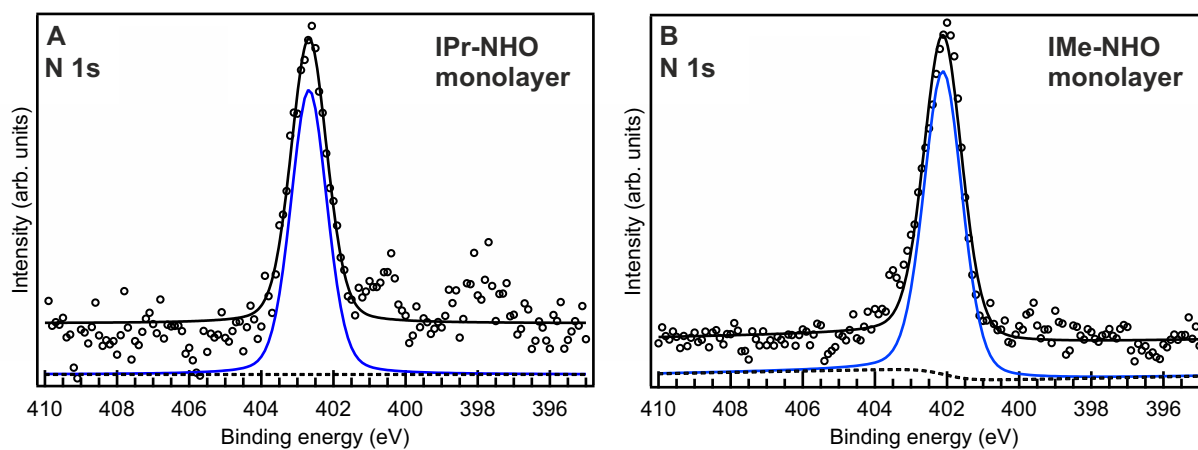 A
N 1s
IPr-NHO
monolayer
Intensity (arb. units)
410 408 406 404 402 400 398 396
Binding energy (eV)
B
N 1s
IMe-NHO
monolayer
Intensity (arb. units)
410 408 406 404 402 400 398 396
Binding energy (eV)